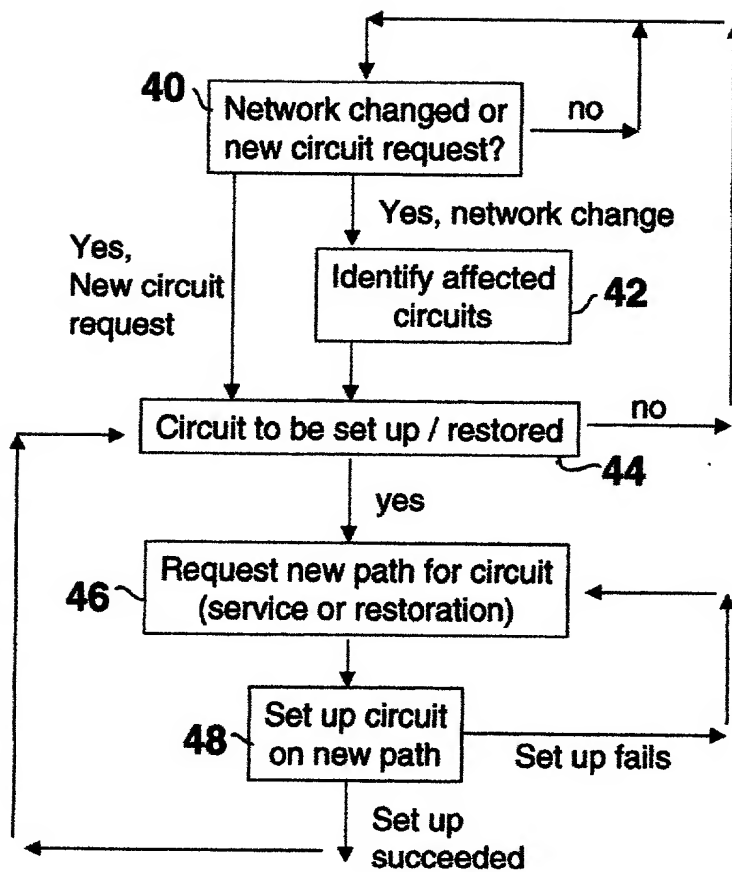 40
Network changed or
new circuit request?
no
Yes, network change
Yes,
New circuit
request
Identify affected
circuits
42
Circuit to be set up / restored
no
44
yes
46
Request new path for circuit
(service or restoration)
48
Set up circuit
on new path
Set up fails
Set up
succeeded